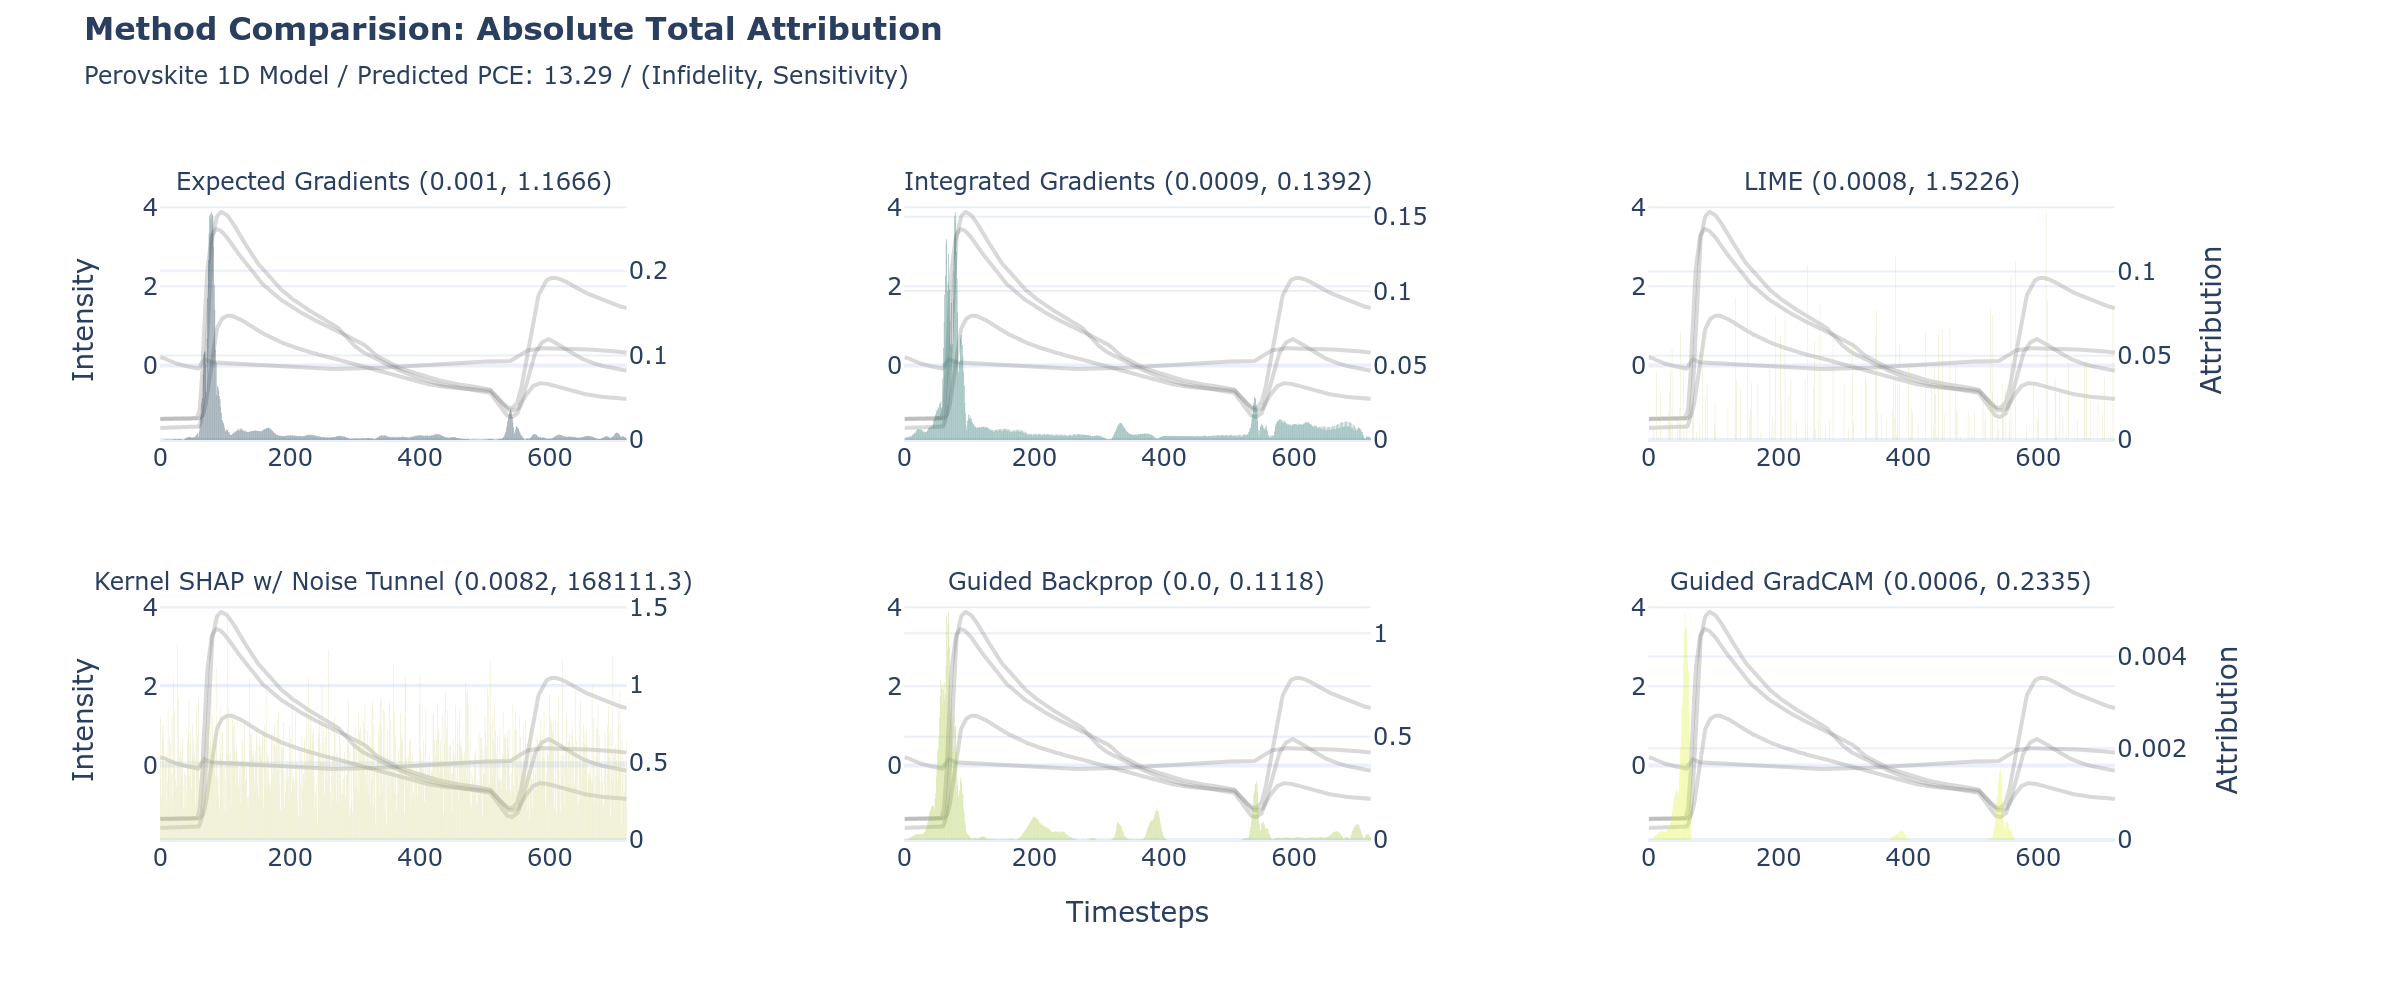 Method Comparision: Absolute Total Attribution
Perovskite 1D Model / Predicted PCE: 13.29 / (Infidelity, Sensitivity)
Expected Gradients (0.001, 1.1666)
Intensity
4
2
0
0.2
0.1
0
0 200 400 600
Integrated Gradients (0.0009, 0.1392)
4
2
0
0.15
0.1
0.05
0
0 200 400 600
LIME (0.0008, 1.5226)
4
2
0
0.1
0.05
0
Attribution
0 200 400 600
Kernel SHAP w/ Noise Tunnel (0.0082, 168111.3)
Intensity
4
2
0
1.5
1
0.5
0
0 200 400 600
Guided Backprop (0.0, 0.1118)
4
2
0
1
0.5
0
0 200 400 600
Guided GradCAM (0.0006, 0.2335)
4
2
0
0.004
0.002
0
Attribution
0 200 400 600
Timesteps